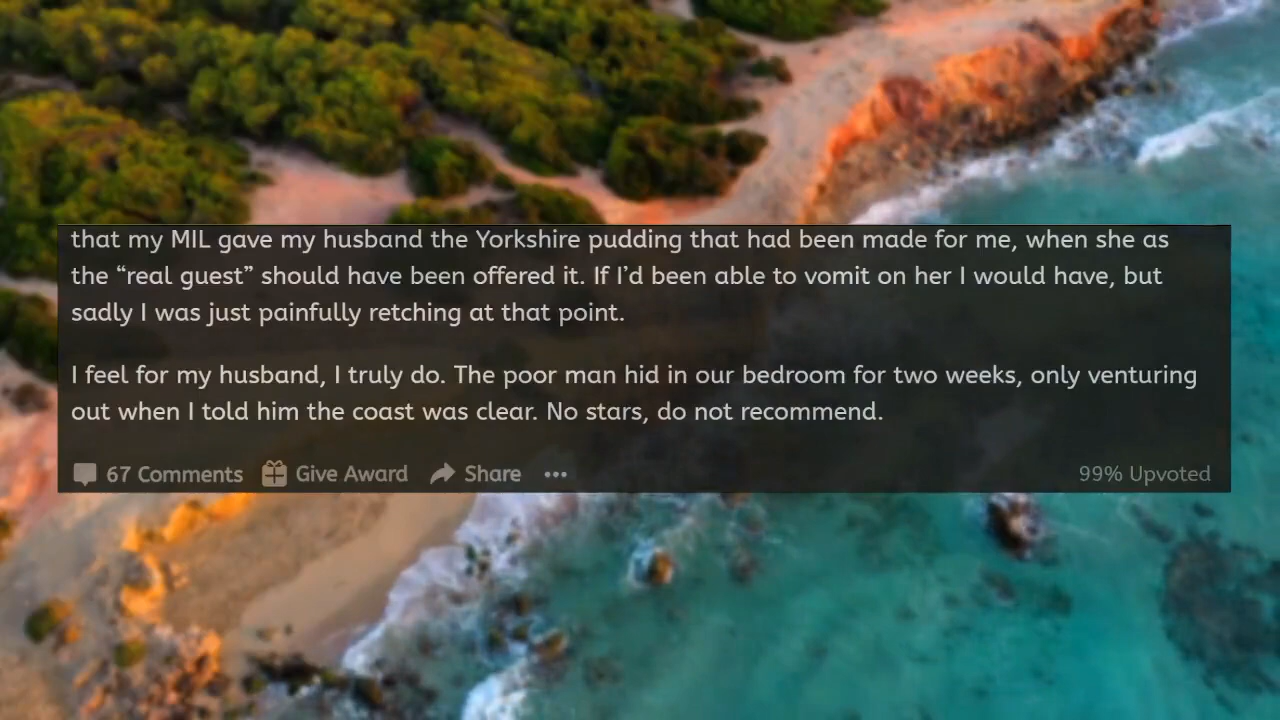 that my MIL gave my husband the Yorkshire pudding that had been made for me, when she as
the “real guest” should have been offered it. If I’d been able to vomit on her I would have, but
sadly I was just painfully retching at that point.
I feel for my husband, I truly do. The poor man hid in our bedroom for two weeks, only venturing
out when I told him the coast was clear. No stars, do not recommend.
67 Comments Give Award Share ••• 99% Upvoted